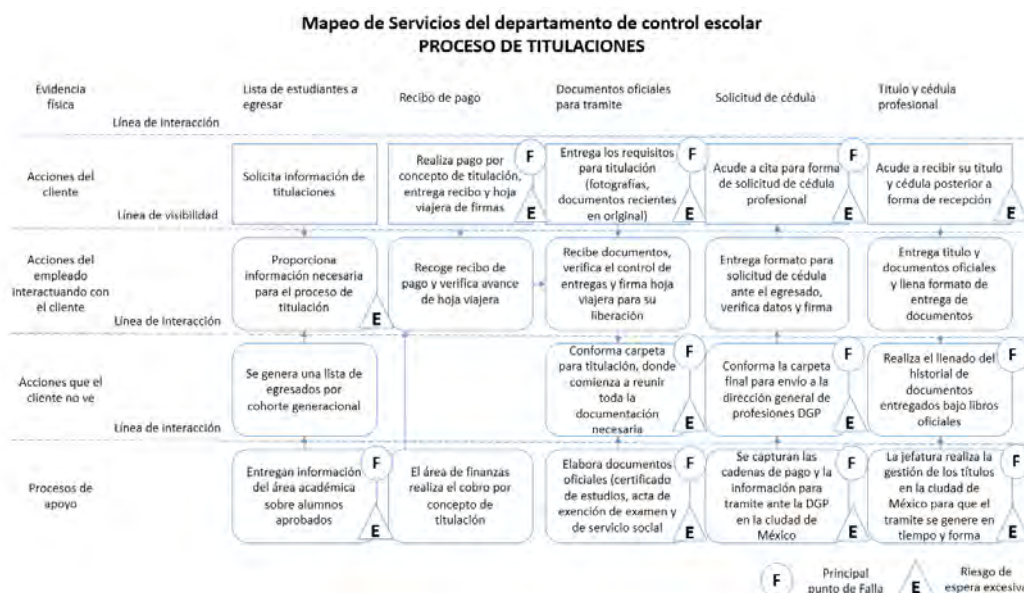 Mapeo de Servicios del departamento de control escolar
PROCESO DE TITULACIONES
Evidencia
física
Lista de estudiantes a
egresar
Recibo de pago
Documentos oficiales
para tramite
Solicitud de cédula
Título y cédula
profesional
Línea de interacción
Acciones del
cliente
Solicita información de
titulaciones
Realiza pago por
concepto de titulación,
entrega recibo y hoja
viajera de firmas
F
E
Entrega los requisitos
para titulación
(fotografías,
documentos recientes
en original)
F
E
Acude a cita para forma
de solicitud de cédula
profesional
F
E
Acude a recibir su título
y cédula posterior a
forma de recepción
E
Línea de visibilidad
Acciones del
empleado
interactuando con
el cliente
Proporciona
información necesaria
para el proceso de
titulación
E
Recoge recibo de
pago y verifica avance
de hoja viajera
Recibe documentos,
verifica el control de
entregas y firma hoja
viajera para su
liberación
Entrega formato para
solicitud de cédula
ante el egresado,
verifica datos y firma
Entrega título y
documentos oficiales
y llena formato de
entrega de
documentos
Línea de interacción
Acciones que el
cliente no ve
Se genera una lista de
egresados por
cohorte generacional
Conforma carpeta
para titulación, donde
comienza a reunir
toda la
documentación
necesaria
F
E
Conforma la carpeta
final para envío a la
dirección general de
profesiones DGP
F
E
Realiza el llenado del
historial de
documentos
entregados bajo libros
oficiales
F
Línea de interacción
Procesos de
apoyo
Entregan información
del área académica
sobre alumnos
aprobados
F
E
El área de finanzas
realiza el cobro por
concepto de
titulación
Elabora documentos
oficiales (certificado
de estudios, acta de
exención de examen y
de servicio social
F
E
Se capturan las
cadenas de pago y la
información para
tramite ante la DGP
en la ciudad de
México
F
E
La jefatura realiza la
gestión de los títulos
en la ciudad de
México para que el
tramite se genere en
tiempo y forma
F
E
F
Principal
punto de Falla
E
Riesgo de
espera excesiva